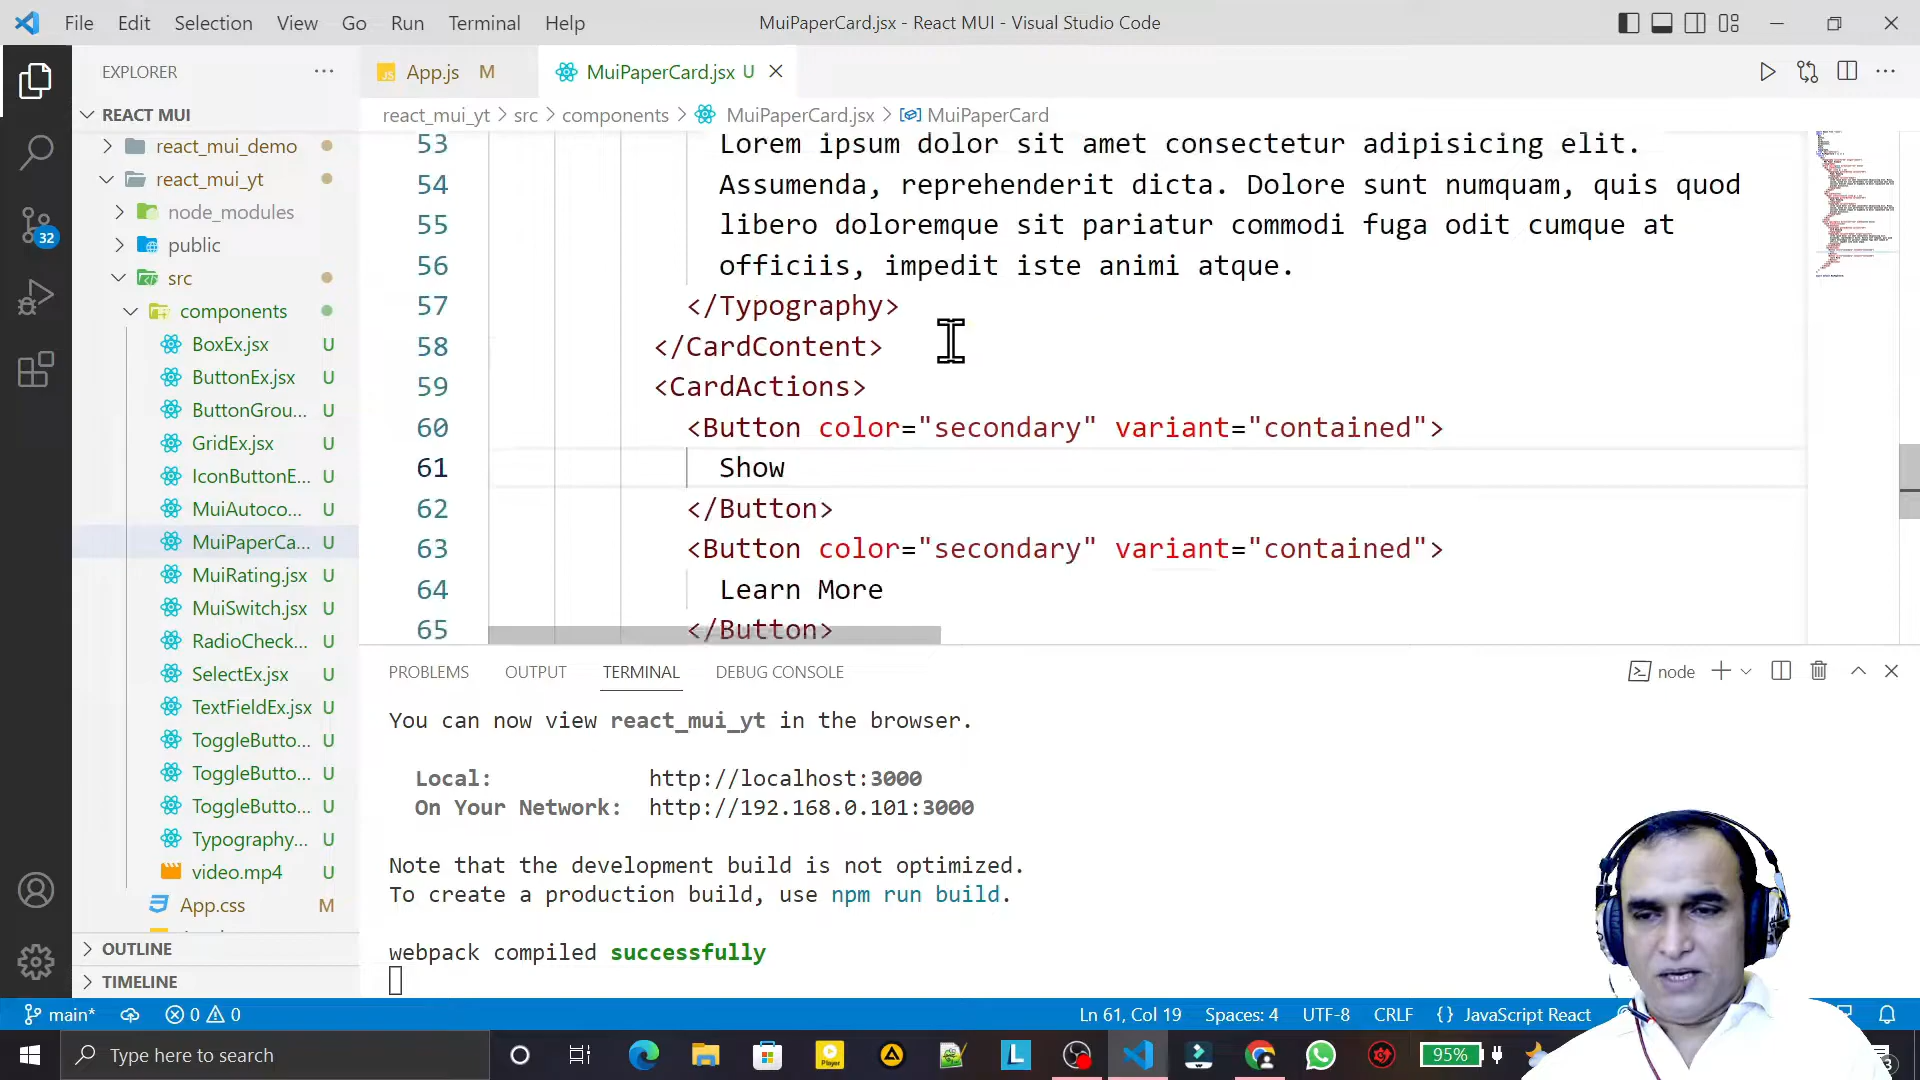 File Edit Selection View Go Run Terminal Help
MuiPaperCard.jsx - React MUI - Visual Studio Code
EXPLORER
REACT MUI
react_mui_demo
react_mui_yt
node_modules
public
src
components
BoxEx.jsx U
ButtonEx.jsx U
ButtonGrou... U
GridEx.jsx U
IconButtonE... U
MuiAutoco... U
MuiPaperCa... U
MuiRating.jsx U
MuiSwitch.jsx U
RadioCheck... U
SelectEx.jsx U
TextFieldEx.jsx U
ToggleButto... U
ToggleButto... U
ToggleButto... U
Typography... U
video.mp4 U
App.css M
OUTLINE
TIMELINE
32
JS App.js M
MuiPaperCard.jsx U
react_mui_yt > src > components > MuiPaperCard.jsx > MuiPaperCard
53 Lorem ipsum dolor sit amet consectetur adipisicing elit.
54 Assumenda, reprehenderit dicta. Dolore sunt numquam, quis quod
55 libero doloremque sit pariatur commodi fuga odit cumque at
56 officiis, impedit iste animi atque.
57 </Typography>
58 </CardContent>
59 <CardActions>
60 <Button color="secondary" variant="contained">
61 Show
62 </Button>
63 <Button color="secondary" variant="contained">
64 Learn More
65 </Button>
PROBLEMS OUTPUT TERMINAL DEBUG CONSOLE
node
You can now view react_mui_yt in the browser.
Local: http://localhost:3000
On Your Network: http://192.168.0.101:3000
Note that the development build is not optimized.
To create a production build, use npm run build.
webpack compiled successfully
main* 0 0
Ln 61, Col 19 Spaces: 4 UTF-8 CRLF {} JavaScript React
Type here to search
L
95%